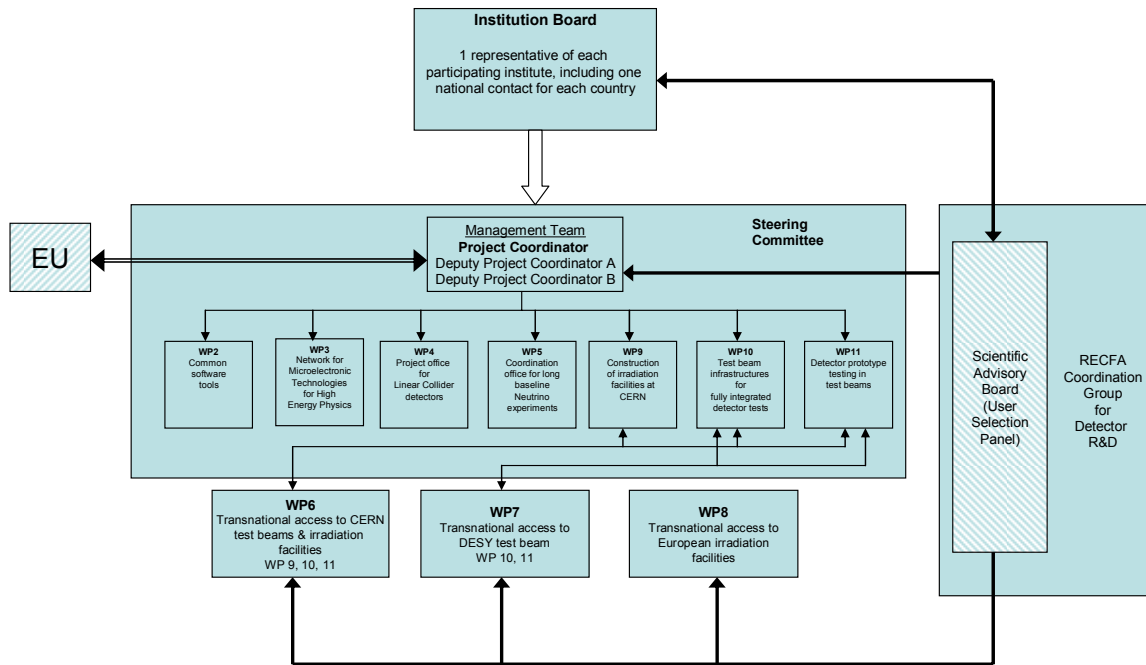 Institution Board
1 representative of each
participating institute, including one
national contact for each country
EU
Management Team
Project Coordinator
Deputy Project Coordinator A
Deputy Project Coordinator B
Steering
Committee
WP2
Common
software
tools
WP3
Network for
Microelectronic
Technologies
for High
Energy Physics
WP4
Project office
for
Linear Collider
detectors
WP5
Coordination
office for long
baseline
Neutrino
experiments
WP9
Construction
of irradiation
facilities at
CERN
WP10
Test beam
infrastructures
for
fully integrated
detector tests
WP11
Detector prototype
testing in
test beams
Scientific
Advisory
Board
(User
Selection
Panel)
RECFA
Coordination
Group
for
Detector
R&D
WP6
Transnational access to CERN
test beams & irradiation
facilities
WP 9, 10, 11
WP7
Transnational access to
DESY test beam
WP 10, 11
WP8
Transnational access to
European irradiation
facilities